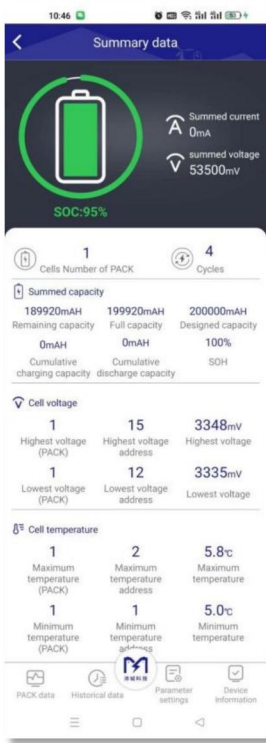 10:46
Summary data
Summed current
0mA
summed voltage
53500mV
SOC:95%
1
Cells Number of PACK
4
Cycles
Summed capacity
189920mAH 199920mAH 200000mAH
Remaining capacity Full capacity Designed capacity
0mAH 0mAH 100%
Cumulative charging capacity Cumulative discharge capacity SOH
Cell voltage
1 15 3348mV
Highest voltage (PACK) Highest voltage address Highest voltage
1 12 3335mV
Lowest voltage (PACK) Lowest voltage address Lowest voltage
Cell temperature
1 2 5.8℃
Maximum temperature (PACK) Maximum temperature address Maximum temperature
1 1 5.0℃
Minimum temperature (PACK) Minimum temperature address Minimum temperature
PACK data
Historical data
Parameter settings
Device Information